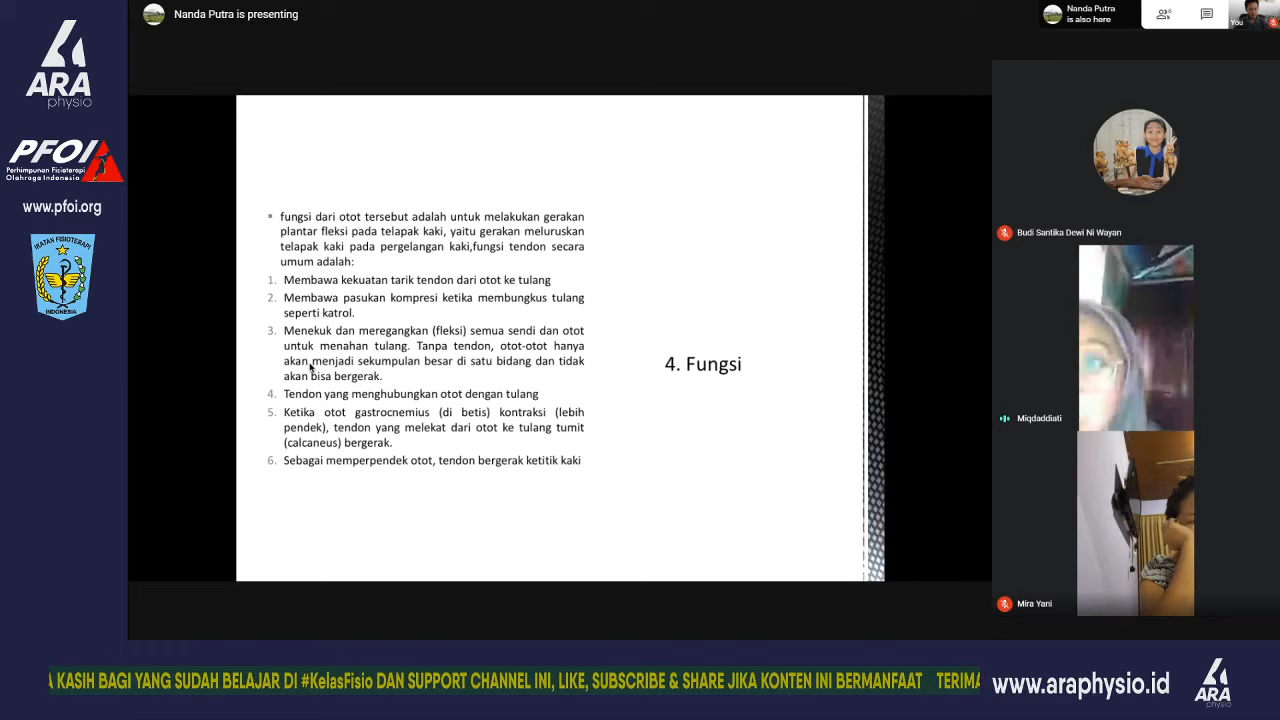 Nanda Putra is presenting
Nanda Putra
is also here
6
You
ARA
physio
PFOI
Perhimpunan Fisioterapi
Olahraga Indonesia
www.pfoi.org
IKATAN FISIOTERAPI
INDONESIA
fungsi dari otot tersebut adalah untuk melakukan gerakan
plantar fleksi pada telapak kaki, yaitu gerakan meluruskan
telapak kaki pada pergelangan kaki,fungsi tendon secara
umum adalah:
1. Membawa kekuatan tarik tendon dari otot ke tulang
2. Membawa pasukan kompresi ketika membungkus tulang
seperti katrol.
3. Menekuk dan meregangkan (fleksi) semua sendi dan otot
untuk menahan tulang. Tanpa tendon, otot-otot hanya
akan menjadi sekumpulan besar di satu bidang dan tidak
akan bisa bergerak.
4. Tendon yang menghubungkan otot dengan tulang
5. Ketika otot gastrocnemius (di betis) kontraksi (lebih
pendek), tendon yang melekat dari otot ke tulang tumit
(calcaneus) bergerak.
6. Sebagai memperpendek otot, tendon bergerak ketitik kaki
4. Fungsi
Budi Santika Dewi Ni Wayan
Miqdaddiati
Mira Yani
A KASIH BAGI YANG SUDAH BELAJAR DI #KelasFisio DAN SUPPORT CHANNEL INI, LIKE, SUBSCRIBE & SHARE JIKA KONTEN INI BERMANFAAT TERIMA
www.araphysio.id
ARA
physio